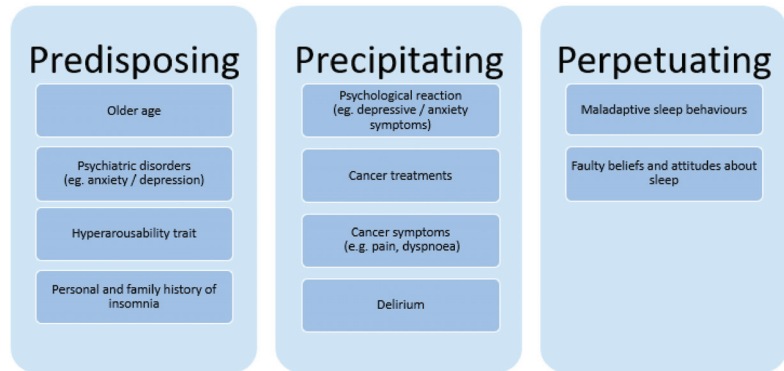 Predisposing
Older age
Psychiatric disorders
(eg. anxiety / depression)
Hyperarousability trait
Personal and family history of
insomnia
Precipitating
Psychological reaction
(eg. depressive / anxiety
symptoms)
Cancer treatments
Cancer symptoms
(e.g. pain, dyspnoea)
Delirium
Perpetuating
Maladaptive sleep behaviours
Faulty beliefs and attitudes about
sleep